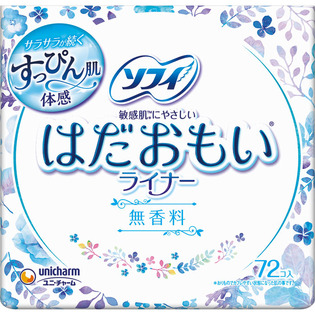 サラサラが続く
すっぴん肌
体感
ソフィ
敏感肌*にやさしい
はだおもい
ライナー
無香料
unicharm
ユニ・チャーム
72コ入